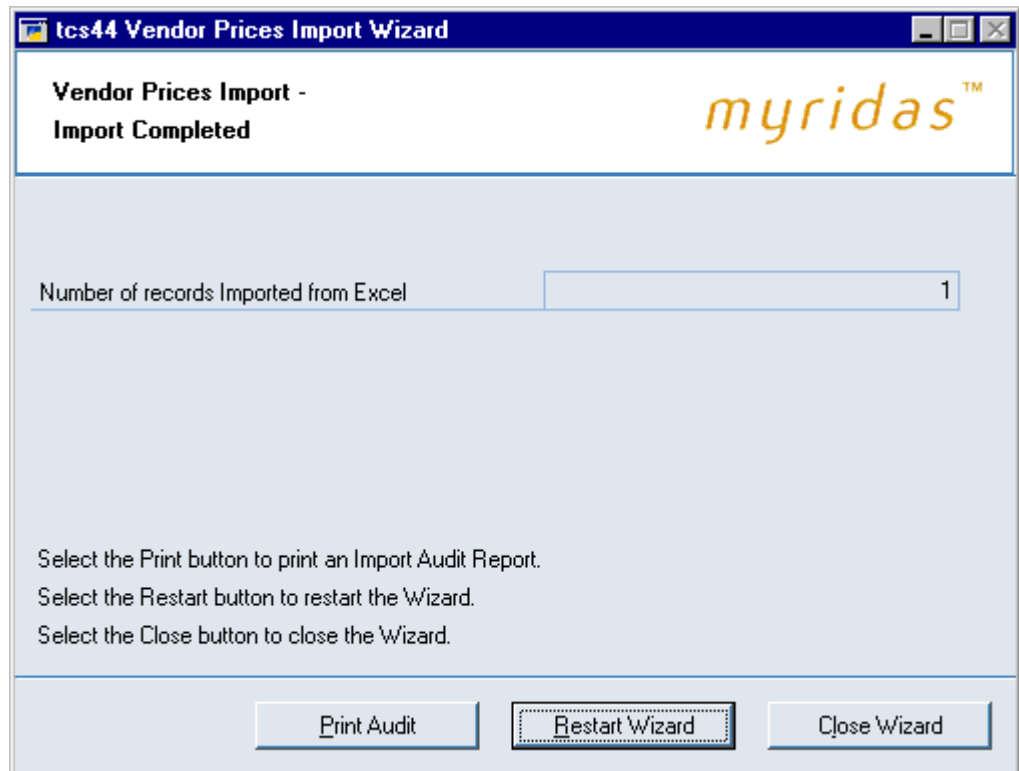 tcs44 Vendor Prices Import Wizard
Vendor Prices Import -
Import Completed
myridas™
Number of records Imported from Excel 1
Select the Print button to print an Import Audit Report.
Select the Restart button to restart the Wizard.
Select the Close button to close the Wizard.
Print Audit Restart Wizard Close Wizard